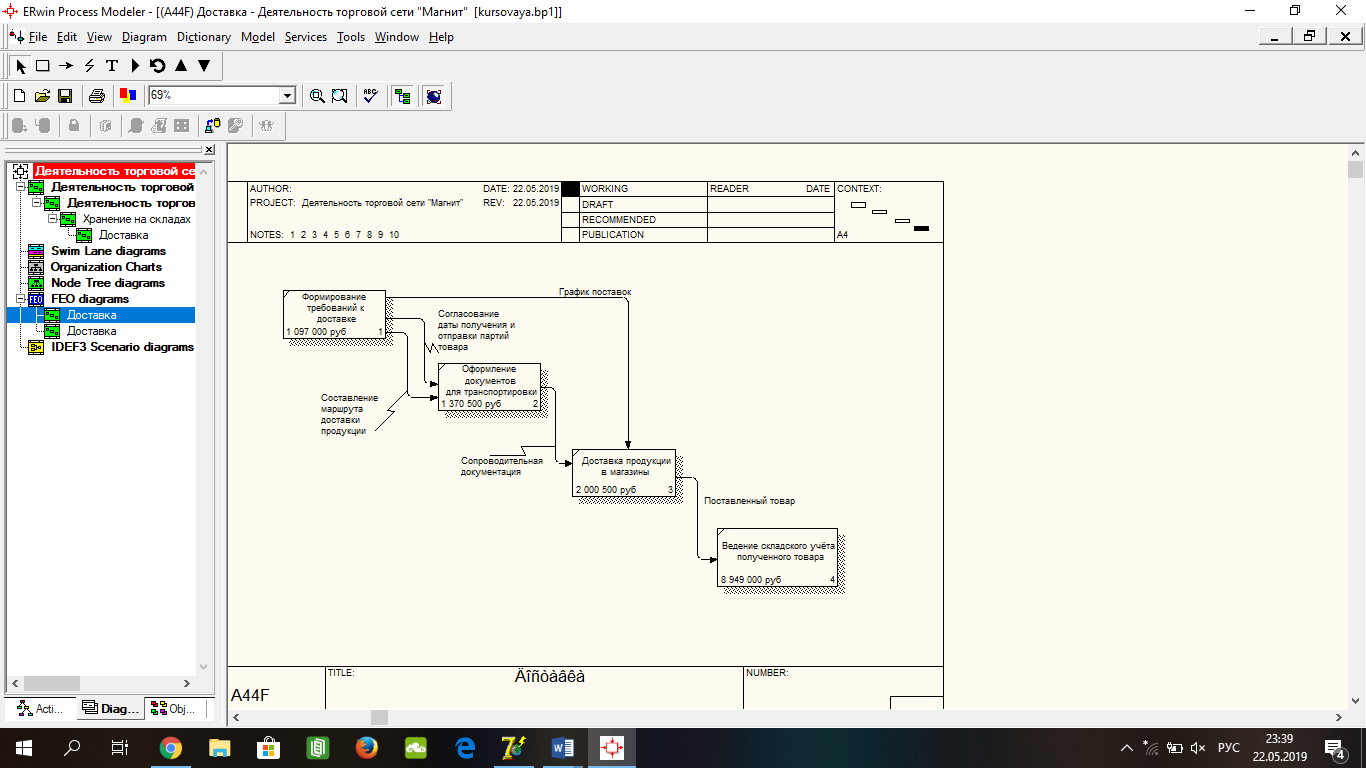 ERwin Process Modeler - [(A44F) Доставка - Деятельность торговой сети "Магнит"  [kursovaya.bp1]]
File Edit View Diagram Dictionary Model Services Tools Window Help
69%
ABC
Деятельность торговой се
Деятельность торговой
Деятельность торгов
Хранение на складах
Доставка
Swim Lane diagrams
Organization Charts
Node Tree diagrams
FEO FEO diagrams
Доставка
Доставка
IDEF3 Scenario diagrams
Acti... Diag... Obj...
AUTHOR: DATE: 22.05.2019 WORKING READER DATE CONTEXT:
PROJECT: Деятельность торговой сети "Магнит" REV: 22.05.2019 DRAFT
RECOMMENDED
NOTES: 1 2 3 4 5 6 7 8 9 10 PUBLICATION A4
Формирование
требований к
доставке
1 097 000 руб 1
График поставок
Согласование
даты получения и
отправки партий
товара
Оформление
документов
для транспортировки
1 370 500 руб 2
Составление
маршрута
доставки
продукции
Сопроводительная
документация
Доставка продукции
в магазины
2 000 500 руб 3
Поставленный товар
Ведение складского учёта
полученного товара
8 949 000 руб 4
A44F
TITLE: Äîñòàâêà NUMBER:
РУС
23:39
22.05.2019
4